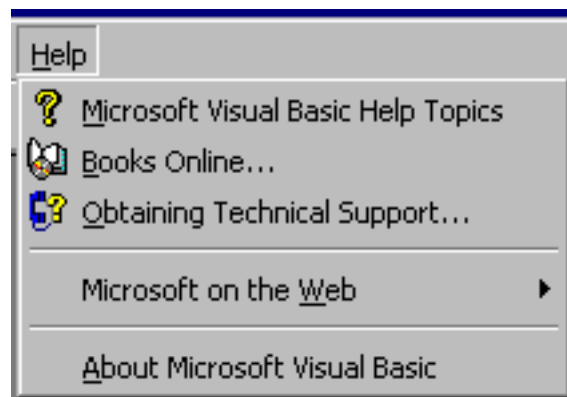 Help
Microsoft Visual Basic Help Topics
Books Online...
Obtaining Technical Support...
Microsoft on the Web
About Microsoft Visual Basic